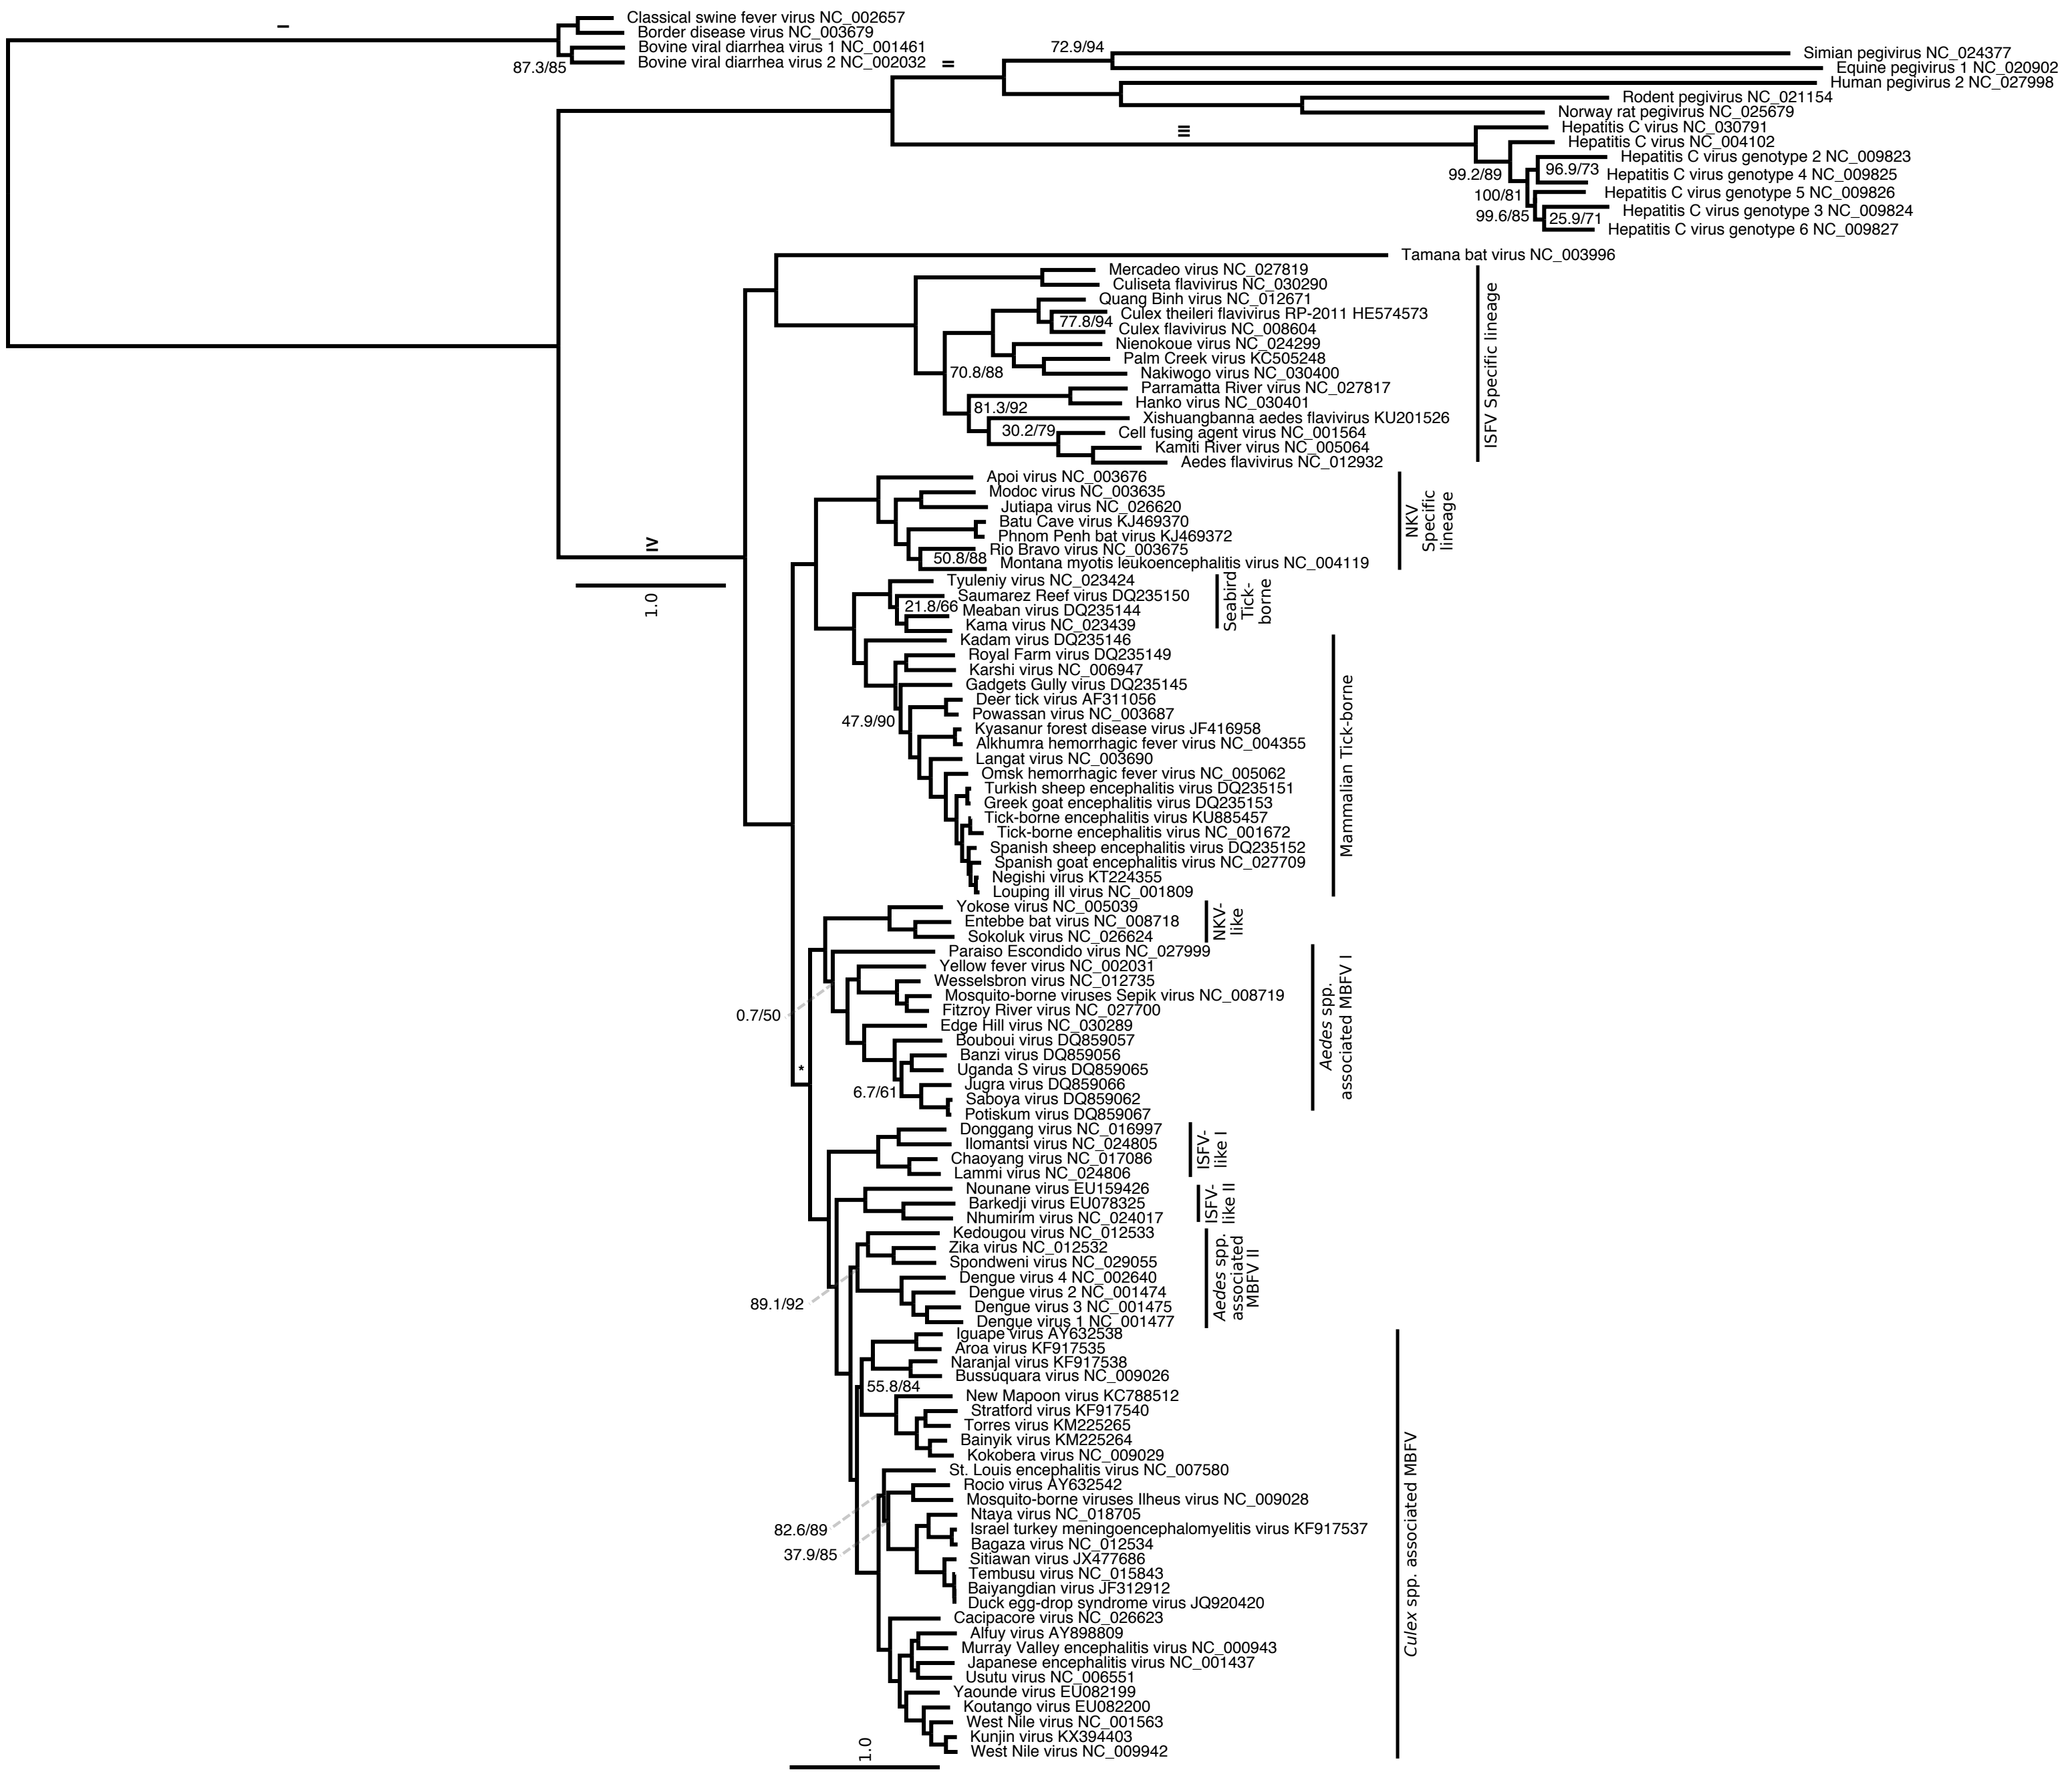 I
Classical swine fever virus NC_002657
Border disease virus NC_003679
Bovine viral diarrhea virus 1 NC_001461
Bovine viral diarrhea virus 2 NC_002032
87.3/85
II
72.9/94
Simian pegivirus NC_024377
Equine pegivirus 1 NC_020902
Human pegivirus 2 NC_027998
Rodent pegivirus NC_021154
Norway rat pegivirus NC_025679
III
Hepatitis C virus NC_030791
Hepatitis C virus NC_004102
Hepatitis C virus genotype 2 NC_009823
96.9/73
99.2/89
Hepatitis C virus genotype 4 NC_009825
100/81
Hepatitis C virus genotype 5 NC_009826
Hepatitis C virus genotype 3 NC_009824
99.6/85
25.9/71
Hepatitis C virus genotype 6 NC_009827
Tamana bat virus NC_003996
Mercadeo virus NC_027819
Culiseta flavivirus NC_030290
Quang Binh virus NC_012671
Culex theileri flavivirus RP-2011 HE574573
77.8/94
Culex flavivirus NC_008604
Nienokoue virus NC_024299
Palm Creek virus KC505248
70.8/88
Nakiwogo virus NC_030400
Parramatta River virus NC_027817
Hanko virus NC_030401
81.3/92
Xishuangbanna aedes flavivirus KU201526
30.2/79
Cell fusing agent virus NC_001564
Kamiti River virus NC_005064
Aedes flavivirus NC_012932
ISFV Specific lineage
Apoi virus NC_003676
Modoc virus NC_003635
Jutiapa virus NC_026620
Batu Cave virus KJ469370
Phnom Penh bat virus KJ469372
Rio Bravo virus NC_003675
50.8/88
Montana myotis leukoencephalitis virus NC_004119
NKV
Specific
lineage
IV
1.0
Tyuleniy virus NC_023424
Saumarez Reef virus DQ235150
21.8/66
Meaban virus DQ235144
Kama virus NC_023439
Seabird
Tick-
borne
Kadam virus DQ235146
Royal Farm virus DQ235149
Karshi virus NC_006947
Gadgets Gully virus DQ235145
Deer tick virus AF311056
Powassan virus NC_003687
47.9/90
Kyasanur forest disease virus JF416958
Alkhumra hemorrhagic fever virus NC_004355
Langat virus NC_003690
Omsk hemorrhagic fever virus NC_005062
Turkish sheep encephalitis virus DQ235151
Greek goat encephalitis virus DQ235153
Tick-borne encephalitis virus KU885457
Tick-borne encephalitis virus NC_001672
Spanish sheep encephalitis virus DQ235152
Spanish goat encephalitis virus NC_027709
Negishi virus KT224355
Louping ill virus NC_001809
Mammalian Tick-borne
Yokose virus NC_005039
Entebbe bat virus NC_008718
Sokoluk virus NC_026624
NKV-
like
Paraiso Escondido virus NC_027999
Yellow fever virus NC_002031
Wesselsbron virus NC_012735
Mosquito-borne viruses Sepik virus NC_008719
Fitzroy River virus NC_027700
0.7/50
Edge Hill virus NC_030289
Bouboui virus DQ859057
Banzi virus DQ859056
Uganda S virus DQ859065
*
Jugra virus DQ859066
6.7/61
Saboya virus DQ859062
Potiskum virus DQ859067
Aedes spp.
associated MBFV I
Donggang virus NC_016997
Ilomantsi virus NC_024805
Chaoyang virus NC_017086
Lammi virus NC_024806
ISFV-
like I
Nounane virus EU159426
Barkedji virus EU078325
Nhumirim virus NC_024017
ISFV-
like II
Kedougou virus NC_012533
Zika virus NC_012532
Spondweni virus NC_029055
Dengue virus 4 NC_002640
Dengue virus 2 NC_001474
89.1/92
Dengue virus 3 NC_001475
Dengue virus 1 NC_001477
Aedes spp.
associated
MBFV II
Iguape virus AY632538
Aroa virus KF917535
Naranjal virus KF917538
Bussuquara virus NC_009026
55.8/84
New Mapoon virus KC788512
Stratford virus KF917540
Torres virus KM225265
Bainyik virus KM225264
Kokobera virus NC_009029
St. Louis encephalitis virus NC_007580
Rocio virus AY632542
Mosquito-borne viruses Ilheus virus NC_009028
Ntaya virus NC_018705
82.6/89
Israel turkey meningoencephalomyelitis virus KF917537
Bagaza virus NC_012534
37.9/85
Sitiawan virus JX477686
Tembusu virus NC_015843
Baiyangdian virus JF312912
Duck egg-drop syndrome virus JQ920420
Cacipacore virus NC_026623
Alfuy virus AY898809
Murray Valley encephalitis virus NC_000943
Japanese encephalitis virus NC_001437
Usutu virus NC_006551
Yaounde virus EU082199
Koutango virus EU082200
West Nile virus NC_001563
Kunjin virus KX394403
West Nile virus NC_009942
Culex spp. associated MBFV
1.0